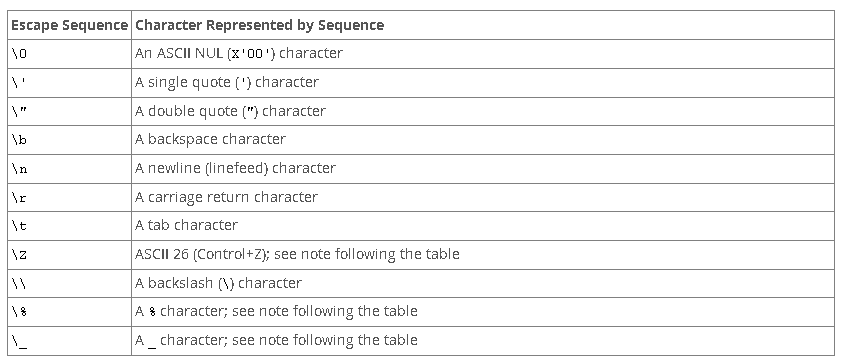 Escape Sequence Character Represented by Sequence
\0 An ASCII NUL (X'00') character
\' A single quote (') character
\" A double quote (") character
\b A backspace character
\n A newline (linefeed) character
\r A carriage return character
\t A tab character
\Z ASCII 26 (Control+Z); see note following the table
\\ A backslash (\) character
\% A % character; see note following the table
\_ A _ character; see note following the table